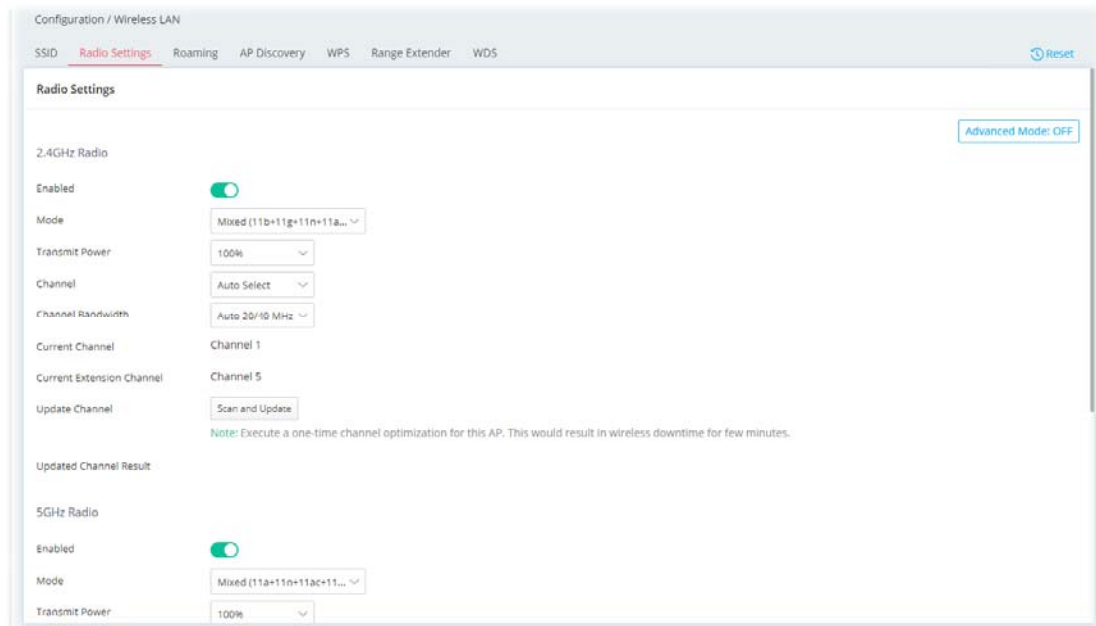 Configuration / Wireless LAN
SSID Radio Settings Roaming AP Discovery WPS Range Extender WDS Reset
Radio Settings
Advanced Mode: OFF
2.4GHz Radio
Enabled
Mode Mixed (11b+11g+11n+11a...
Transmit Power 100%
Channel Auto Select
Channel Bandwidth Auto 20/40 MHz
Current Channel Channel 1
Current Extension Channel Channel 5
Update Channel Scan and Update
Note: Execute a one-time channel optimization for this AP. This would result in wireless downtime for few minutes.
Updated Channel Result
5GHz Radio
Enabled
Mode Mixed (11a+11n+11ac+11...
Transmit Power 100%